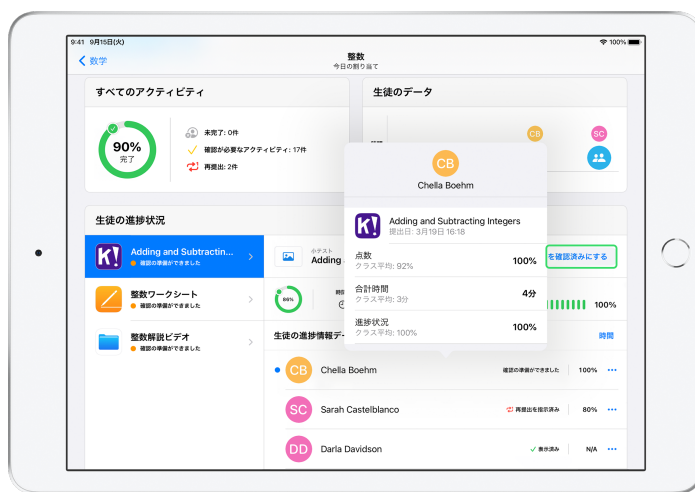 9:41 9月15日(火)
100%
数学
整数
今日の割り当て
すべてのアクティビティ
90%
完了
未完了: 0件
確認が必要なアクティビティ: 17件
再提出: 2件
生徒のデータ
CB
SC
CB
Chella Boehm
K!
Adding and Subtracting Integers
提出日: 3月19日 16:18
点数
クラス平均: 92%
100%
合計時間
クラス平均: 3分
4分
進捗状況
クラス平均: 100%
100%
生徒の進捗状況
K!
Adding and Subtractin...
確認の準備ができました
整数ワークシート
確認の準備ができました
整数解説ビデオ
確認の準備ができました
小テスト
Adding
を確認済みにする
86%
100%
生徒の進捗情報デー
時間
CB
Chella Boehm
確認の準備ができました
100%
SC
Sarah Castelblanco
再提出を指示済み
80%
DD
Darla Davidson
表示済み
N/A